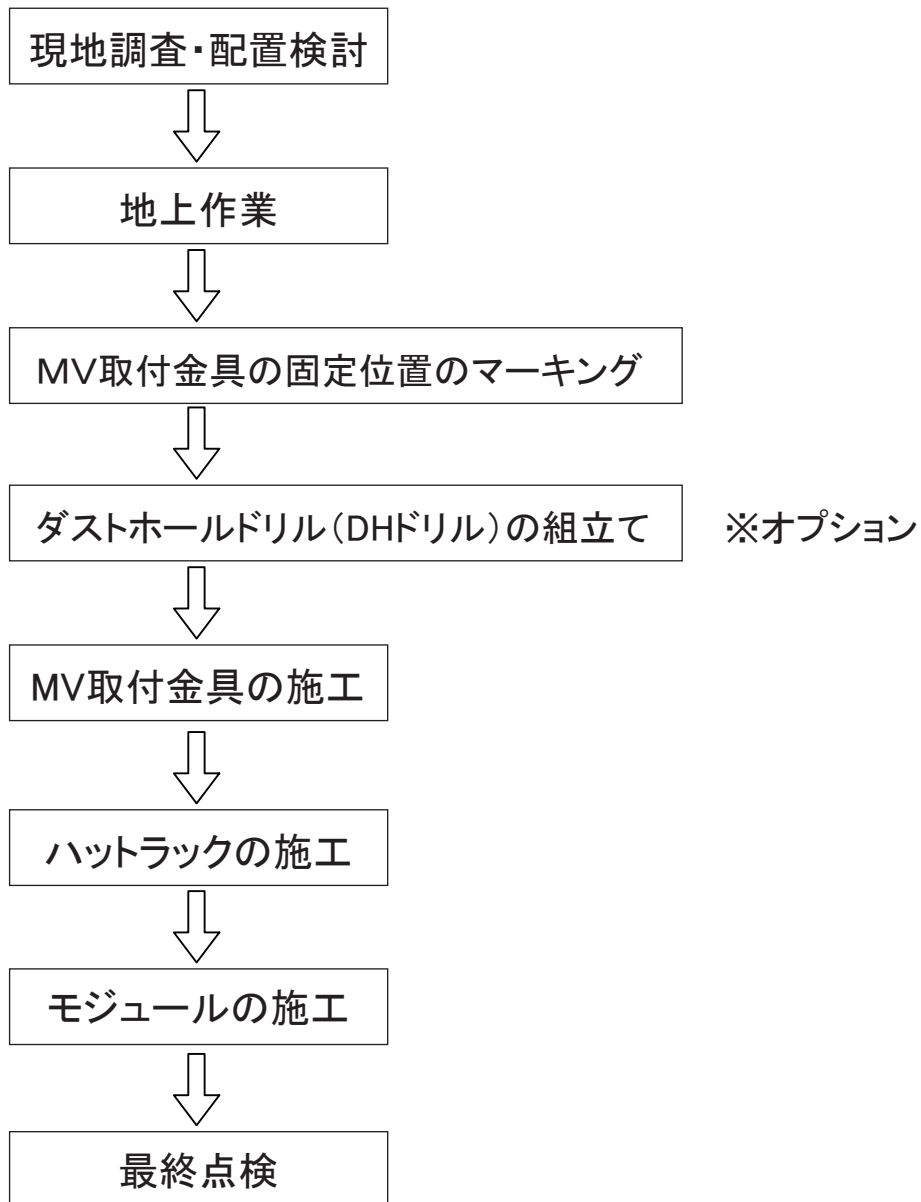 現地調査・配置検討
地上作業
MV取付金具の固定位置のマーキング
ダストホールドリル（DHドリル）の組立て ※オプション
MV取付金具の施工
ハットラックの施工
モジュールの施工
最終点検